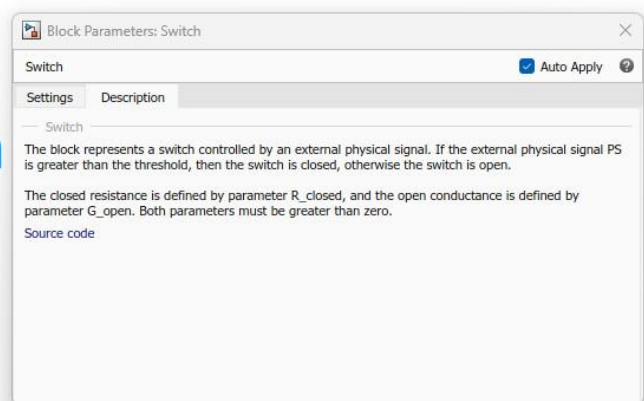 Block Parameters: Switch
Switch
Auto Apply
Settings Description
Switch
The block represents a switch controlled by an external physical signal. If the external physical signal PS
is greater than the threshold, then the switch is closed, otherwise the switch is open.
The closed resistance is defined by parameter R_closed, and the open conductance is defined by
parameter G_open. Both parameters must be greater than zero.
Source code